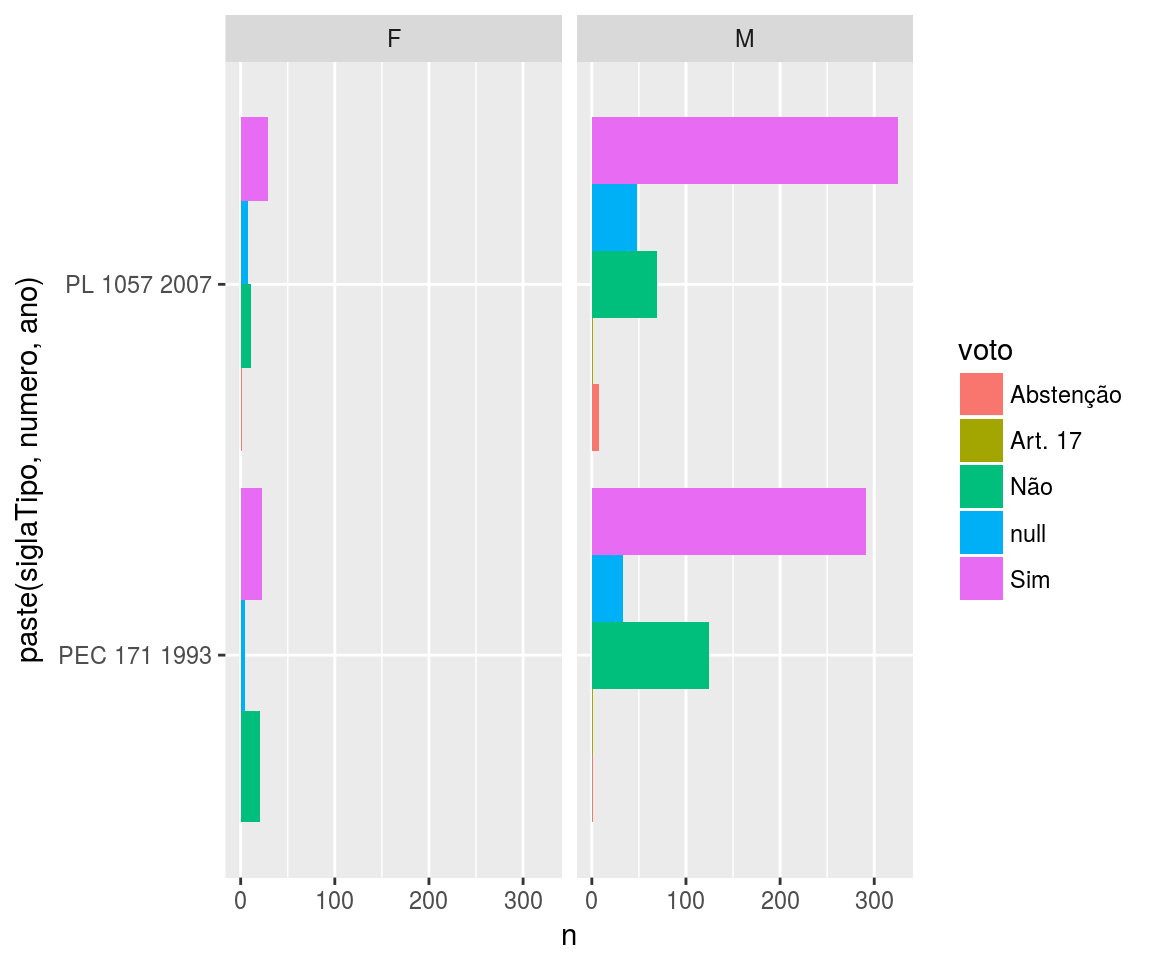 F
M
paste(siglaTipo, numero, ano)
PL 1057 2007
PEC 171 1993
0
100
200
300
0
100
200
300
n
voto
Abstenção
Art. 17
Não
null
Sim